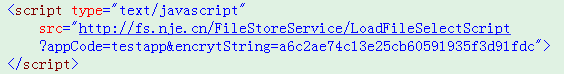 <script type="text/javascript"
src="http://fs.nje.cn/FileStoreService/LoadFileSelectScript
?appCode=testapp&encrytString=a6c2ae74c13e25cb60591935f3d91fdc">
</script>